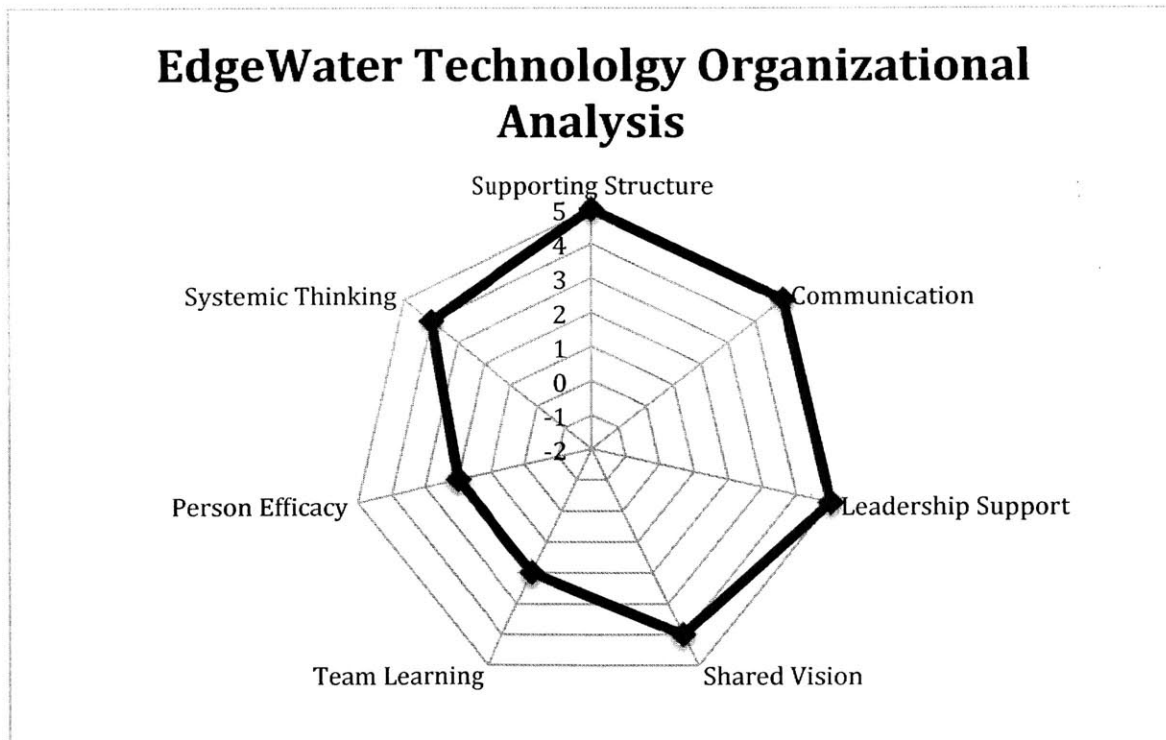 EdgeWater Technololgy Organizational
Analysis
Supporting Structure
5
4
3
2
1
0
-1
-2
Communication
Systemic Thinking
Leadership Support
Person Efficacy
Shared Vision
Team Learning